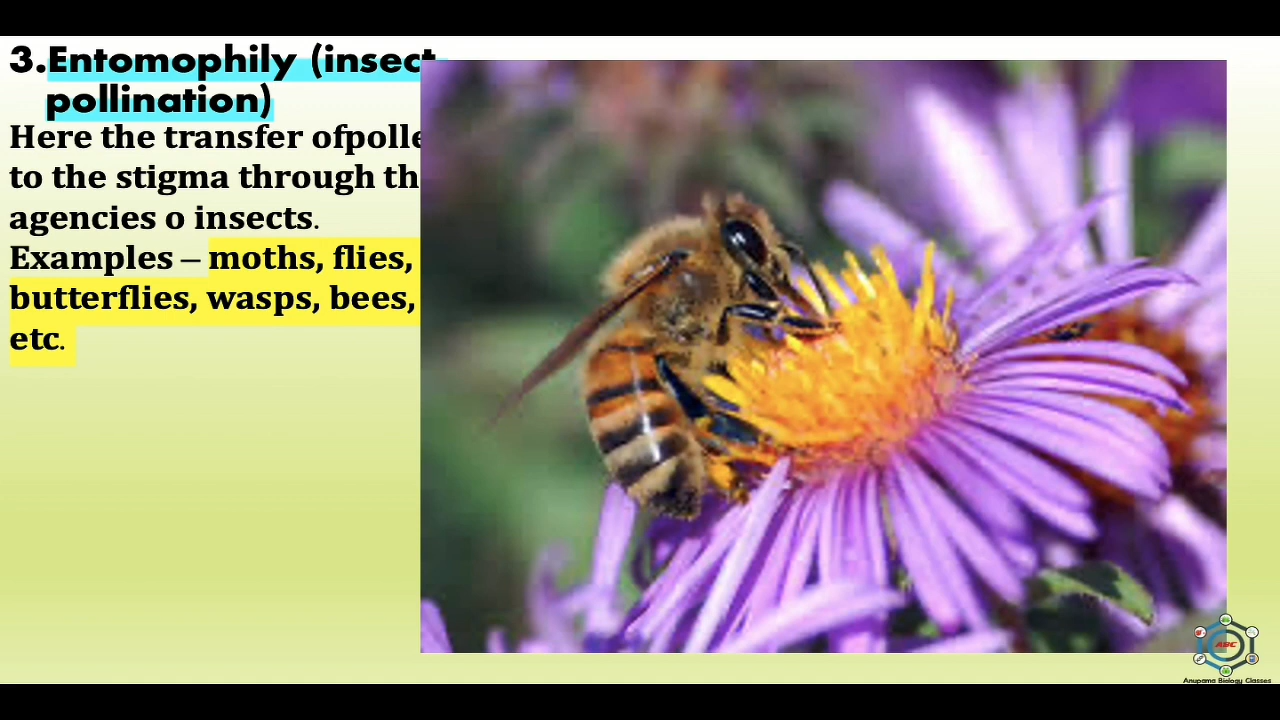 3.Entomophily (insect
pollination)
Here the transfer ofpolle
to the stigma through th
agencies o insects.
Examples – moths, flies,
butterflies, wasps, bees,
etc.
ABC
Anupama Biology Classes